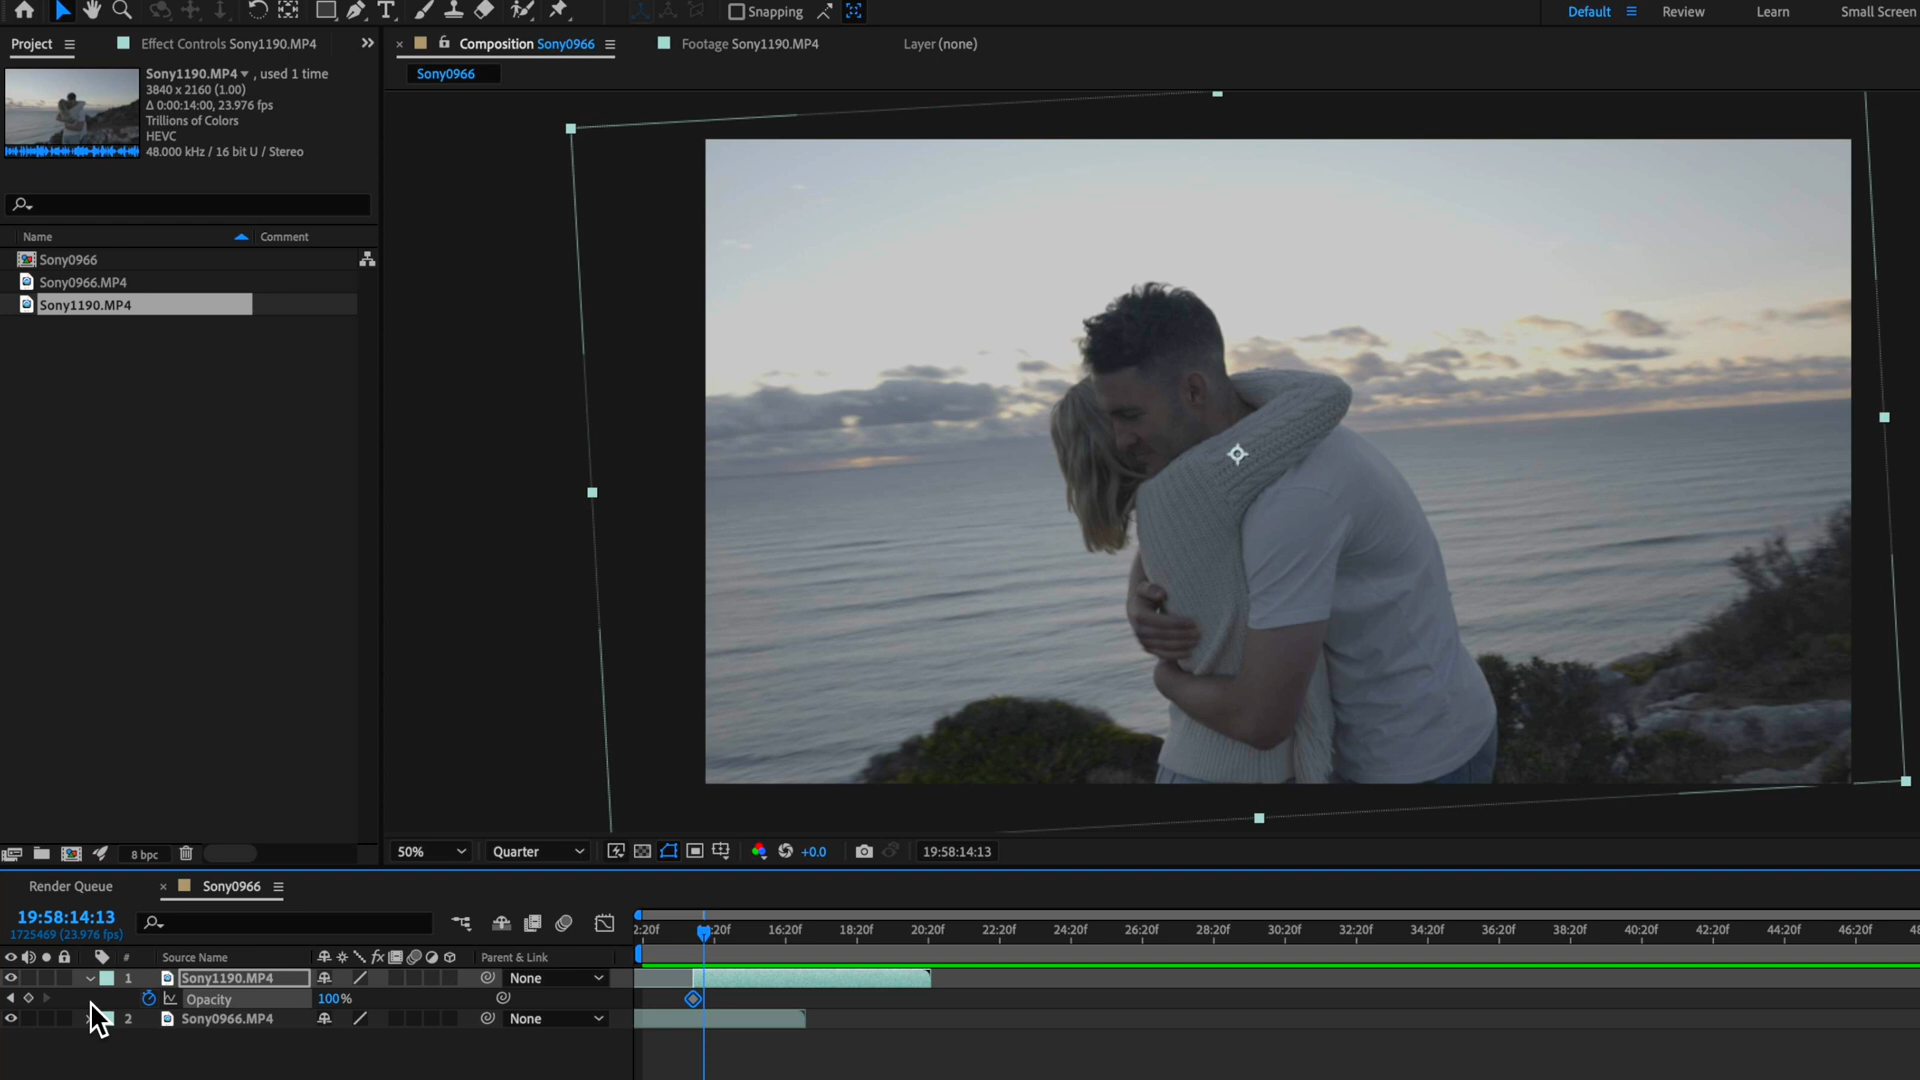 Snapping
Default
Review
Learn
Small Screen
Project
Effect Controls Sony1190.MP4
Composition Sony0966
Footage Sony1190.MP4
Layer (none)
Sony0966
Sony1190.MP4 , used 1 time
3840 x 2160 (1.00)
Δ 0:00:14:00, 23.976 fps
Trillions of Colors
HEVC
48.000 kHz / 16 bit U / Stereo
Name
Comment
Sony0966
Sony0966.MP4
Sony1190.MP4
8 bpc
50%
Quarter
+0.0
19:58:14:13
Render Queue
Sony0966
19:58:14:13
1725469 (23.976 fps)
2:20f
:20f
16:20f
18:20f
20:20f
22:20f
24:20f
26:20f
28:20f
30:20f
32:20f
34:20f
36:20f
38:20f
40:20f
42:20f
44:20f
46:20f
48
#
Source Name
fx
Parent & Link
1
Sony1190.MP4
None
Opacity
100%
2
Sony0966.MP4
None